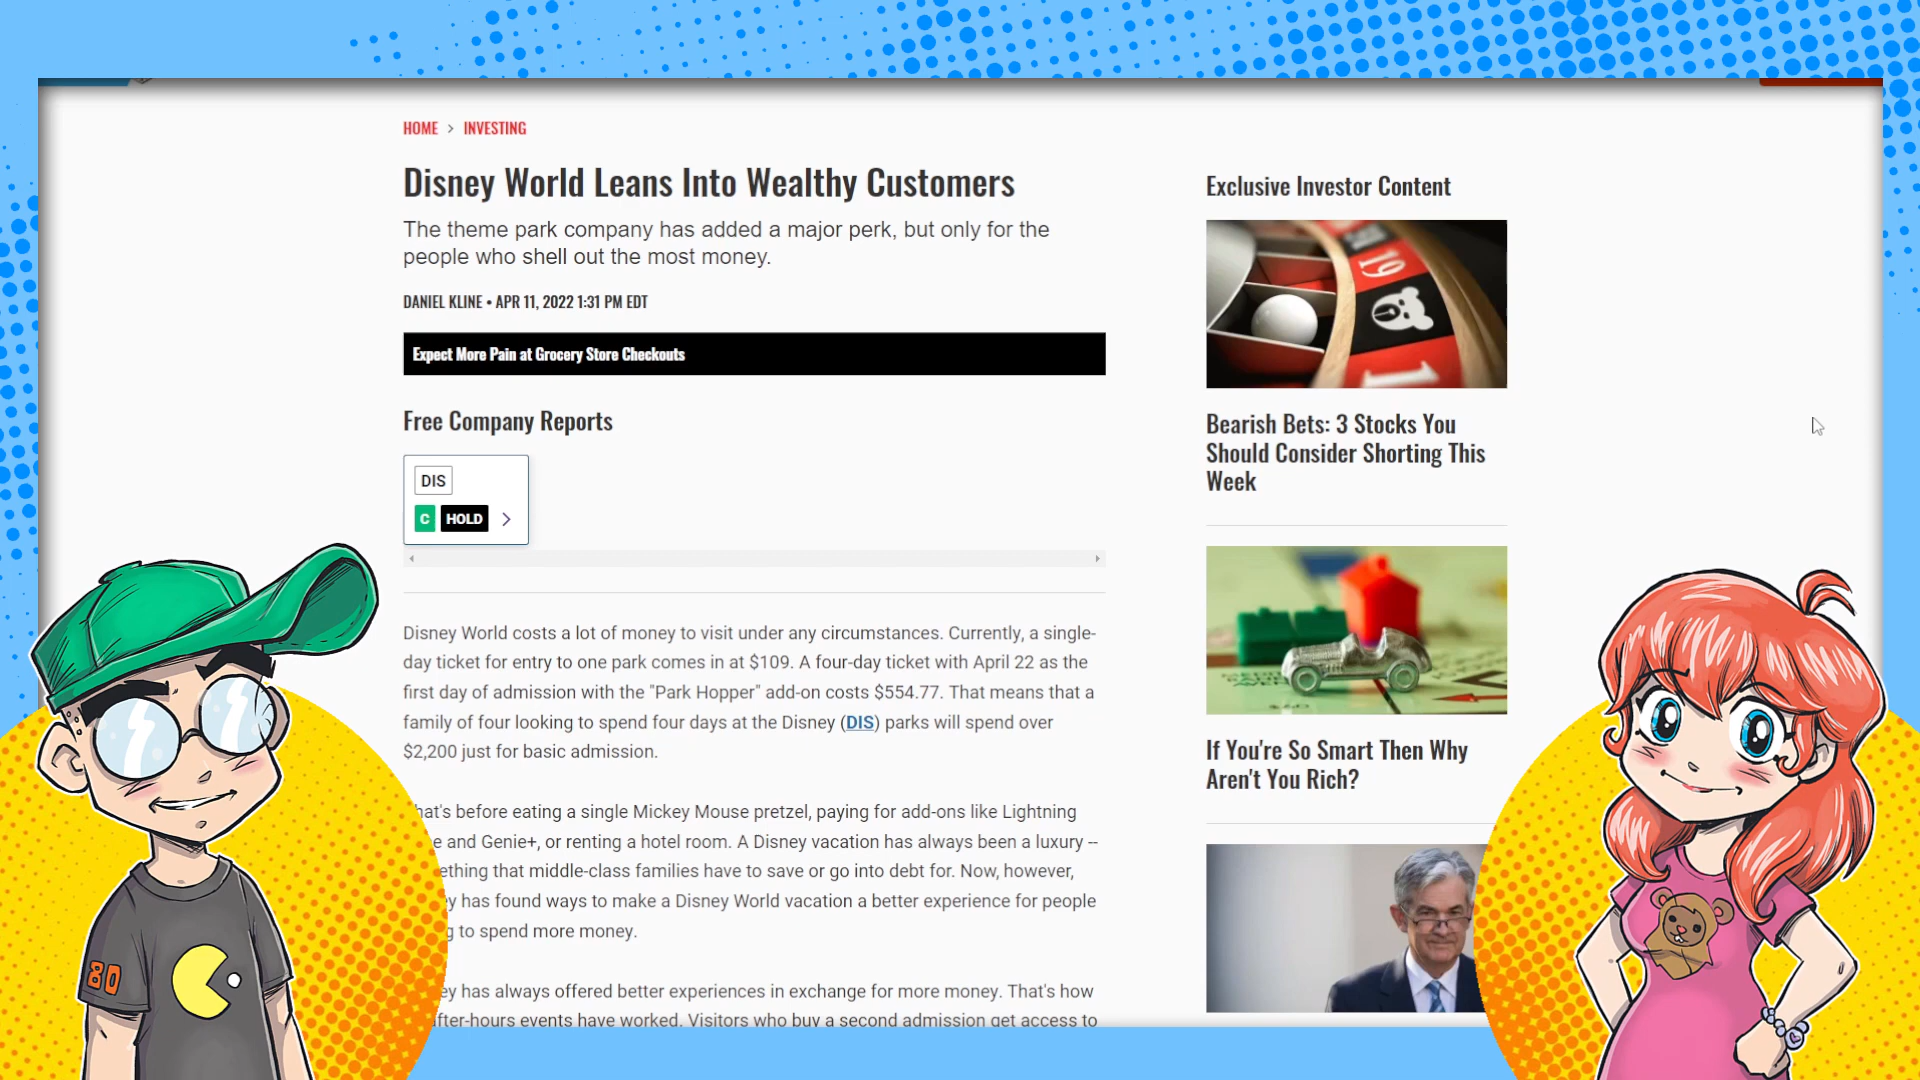 HOME > INVESTING
Disney World Leans Into Wealthy Customers
The theme park company has added a major perk, but only for the
people who shell out the most money.
DANIEL KLINE • APR 11, 2022 1:31 PM EDT
Expect More Pain at Grocery Store Checkouts
Free Company Reports
DIS
C HOLD >
Disney World costs a lot of money to visit under any circumstances. Currently, a single-
day ticket for entry to one park comes in at $109. A four-day ticket with April 22 as the
first day of admission with the "Park Hopper" add-on costs $554.77. That means that a
family of four looking to spend four days at the Disney (DIS) parks will spend over
$2,200 just for basic admission.
hat's before eating a single Mickey Mouse pretzel, paying for add-ons like Lightning
e and Genie+, or renting a hotel room. A Disney vacation has always been a luxury --
ething that middle-class families have to save or go into debt for. Now, however,
ey has found ways to make a Disney World vacation a better experience for people
g to spend more money.
ey has always offered better experiences in exchange for more money. That's how
after-hours events have worked. Visitors who buy a second admission get access to
Exclusive Investor Content
19
1
Bearish Bets: 3 Stocks You
Should Consider Shorting This
Week
If You're So Smart Then Why
Aren't You Rich?
80